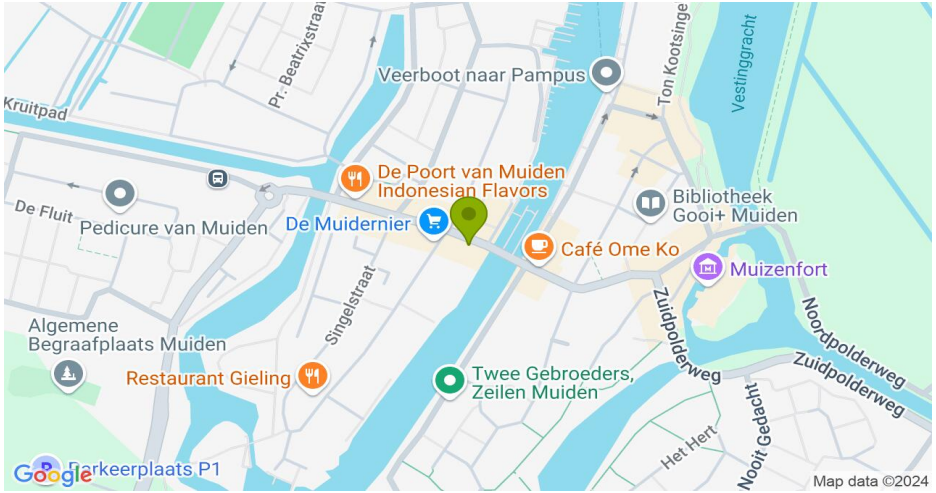 Pr. Beatrixstraat
Veerboot naar Pampus
Ton Kootsinge
Vestinggracht
Kruitpad
De Poort van Muiden
Indonesian Flavors
Bibliotheek
Gooi+ Muiden
De Fluit
Pedicure van Muiden
De Muidernier
Café Ome Ko
Muizenfort
Singelstraat
Zuidpolderweg
Noordpolderweg
Algemene
Begraafplaats Muiden
Restaurant Gieling
Twee Gebroeders,
Zeilen Muiden
Zuidpolderweg
Nooit Gedacht
Het Hert
P
Parkeerplaats P1
Google
Map data ©2024